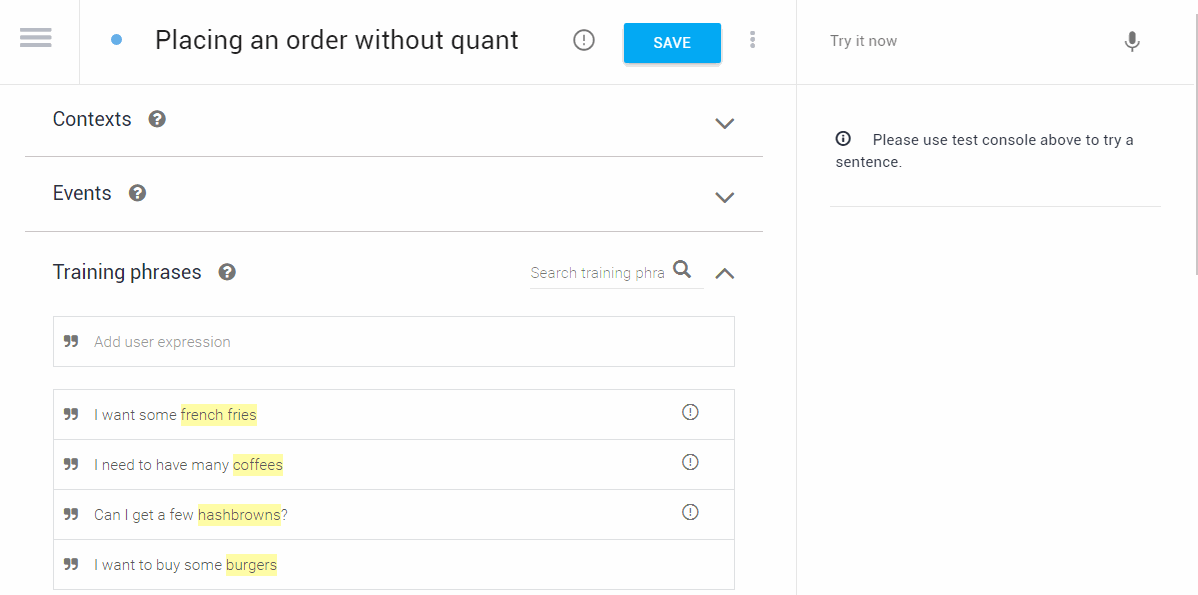 Placing an order without quant
SAVE
Try it now
Contexts
Events
Training phrases
Search training phra
Add user expression
I want some french fries
I need to have many coffees
Can I get a few hashbrowns?
I want to buy some burgers
Please use test console above to try a
sentence.